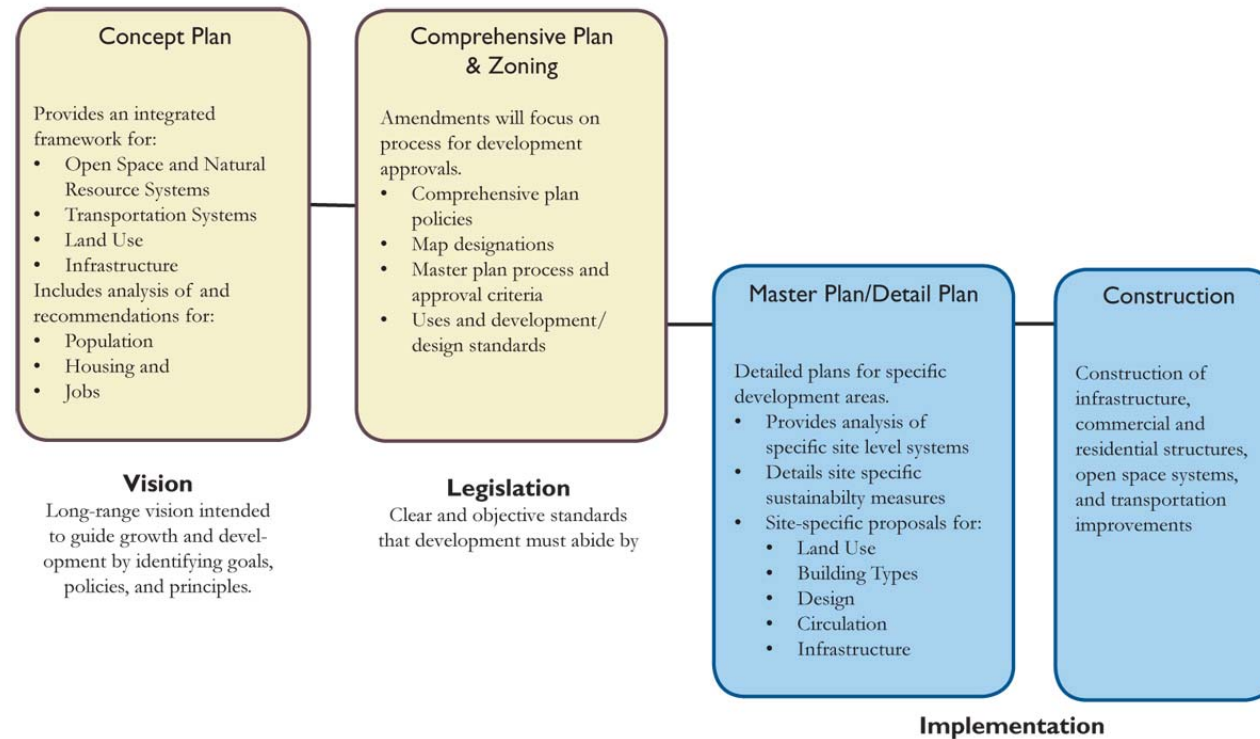 Concept Plan
Provides an integrated
framework for:
• Open Space and Natural
Resource Systems
• Transportation Systems
• Land Use
• Infrastructure
Includes analysis of and
recommendations for:
• Population
• Housing and
• Jobs
Vision
Long-range vision intended
to guide growth and devel-
opment by identifying goals,
policies, and principles.
Comprehensive Plan
& Zoning
Amendments will focus on
process for development
approvals.
• Comprehensive plan
policies
• Map designations
• Master plan process and
approval criteria
• Uses and development/
design standards
Legislation
Clear and objective standards
that development must abide by
Master Plan/Detail Plan
Detailed plans for specific
development areas.
• Provides analysis of
specific site level systems
• Details site specific
sustainabilty measures
• Site-specific proposals for:
• Land Use
• Building Types
• Design
• Circulation
• Infrastructure
Construction
Construction of
infrastructure,
commercial and
residential structures,
open space systems,
and transportation
improvements
Implementation